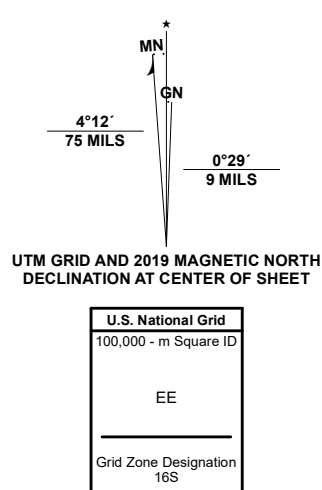 MN
GN
4°12´
75 MILS
0°29´
9 MILS
UTM GRID AND 2019 MAGNETIC NORTH
DECLINATION AT CENTER OF SHEET
U.S. National Grid
100,000 - m Square ID
EE
Grid Zone Designation
16S